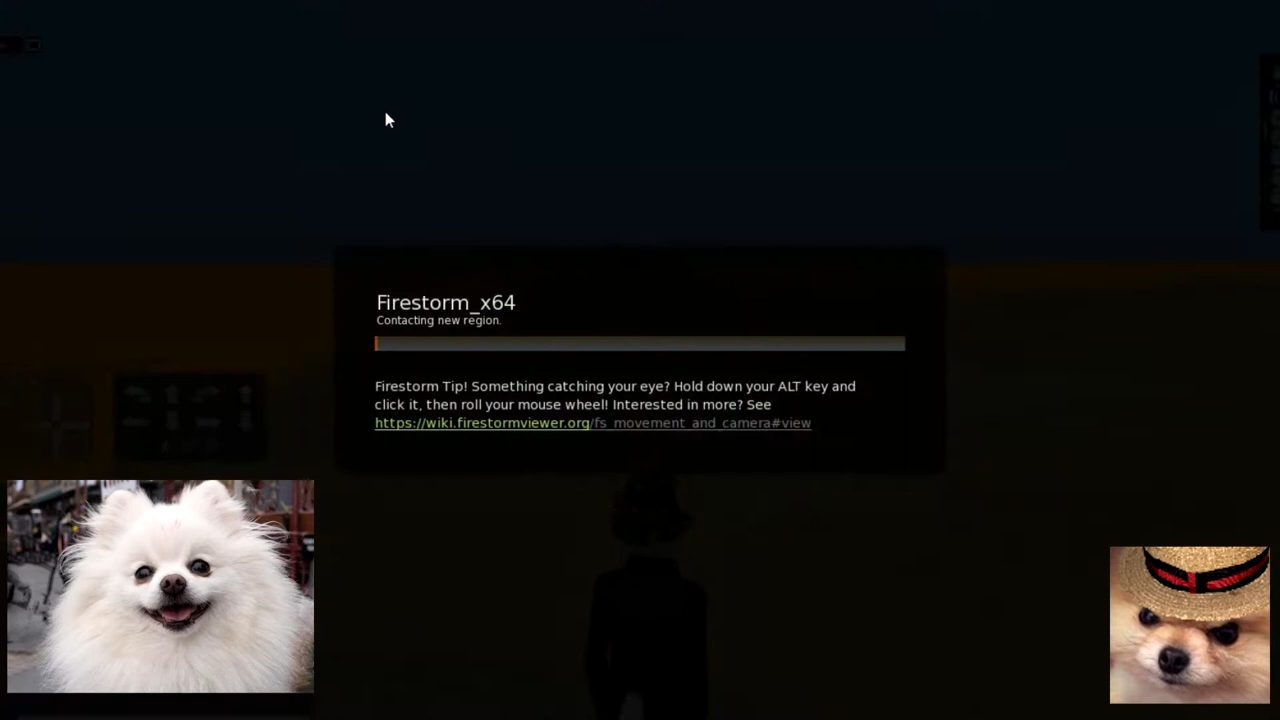 Firestorm_x64
Contacting new region.
Firestorm Tip! Something catching your eye? Hold down your ALT key and
click it, then roll your mouse wheel! Interested in more? See
https://wiki.firestormviewer.org/fs_movement_and_camera#view